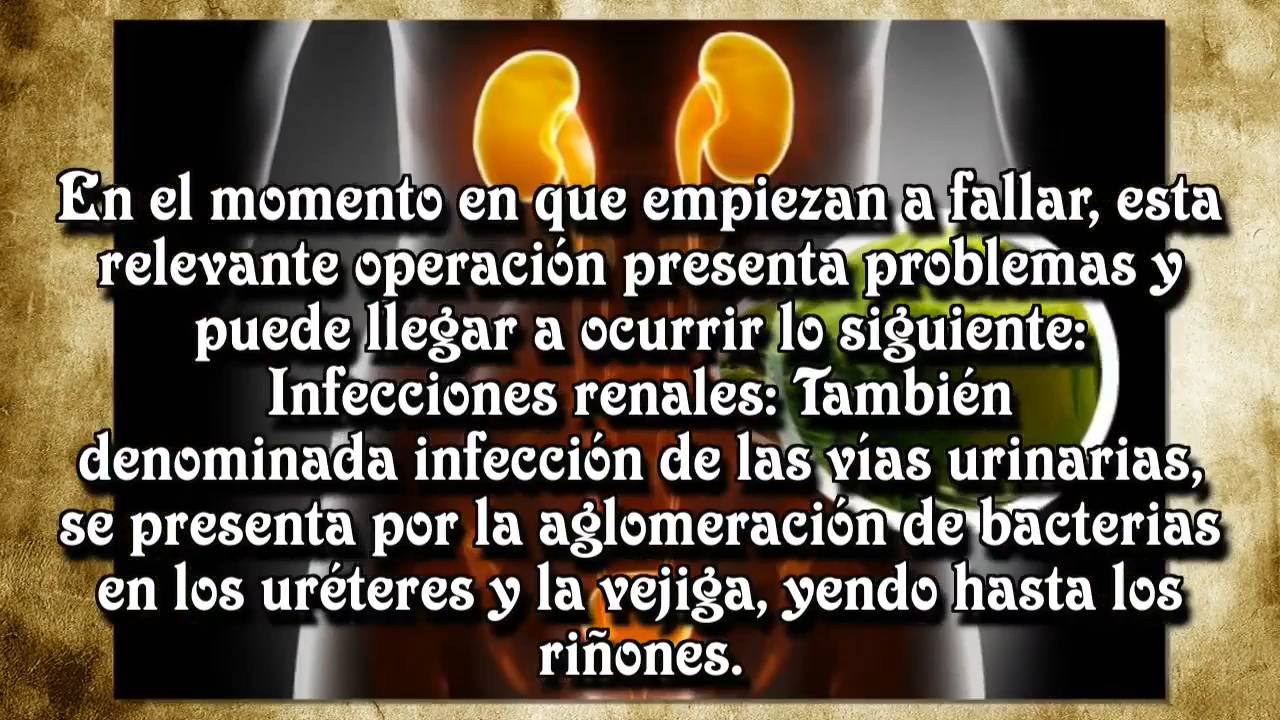 En el momento en que empiezan a fallar, esta
relevante operación presenta problemas y
puede llegar a ocurrir lo siguiente:
Infecciones renales: También
denominada infección de las vías urinarias,
se presenta por la aglomeración de bacterias
en los uréteres y la vejiga, yendo hasta los
riñones.